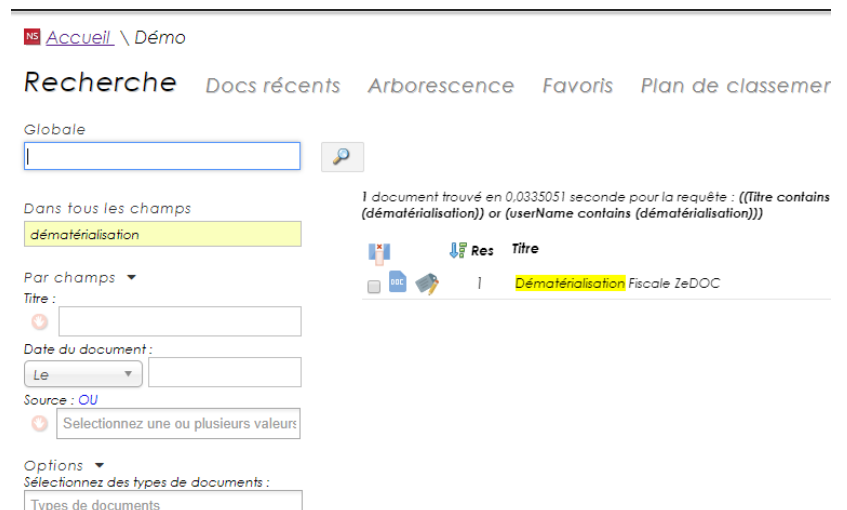 NS Accueil \ Démo
Recherche Docs récents Arborescence Favoris Plan de classemer
Globale
Dans tous les champs
dématérialisation
Par champs
Titre :
Date du document :
Le
Source : OU
Selectionnez une ou plusieurs valeurs
Options
Sélectionnez des types de documents :
Types de documents
1 document trouvé en 0,0335051 seconde pour la requête : ((Titre contains
(dématérialisation)) or (userName contains (dématérialisation)))
Res Titre
DOC 1 Dématérialisation Fiscale ZeDOC